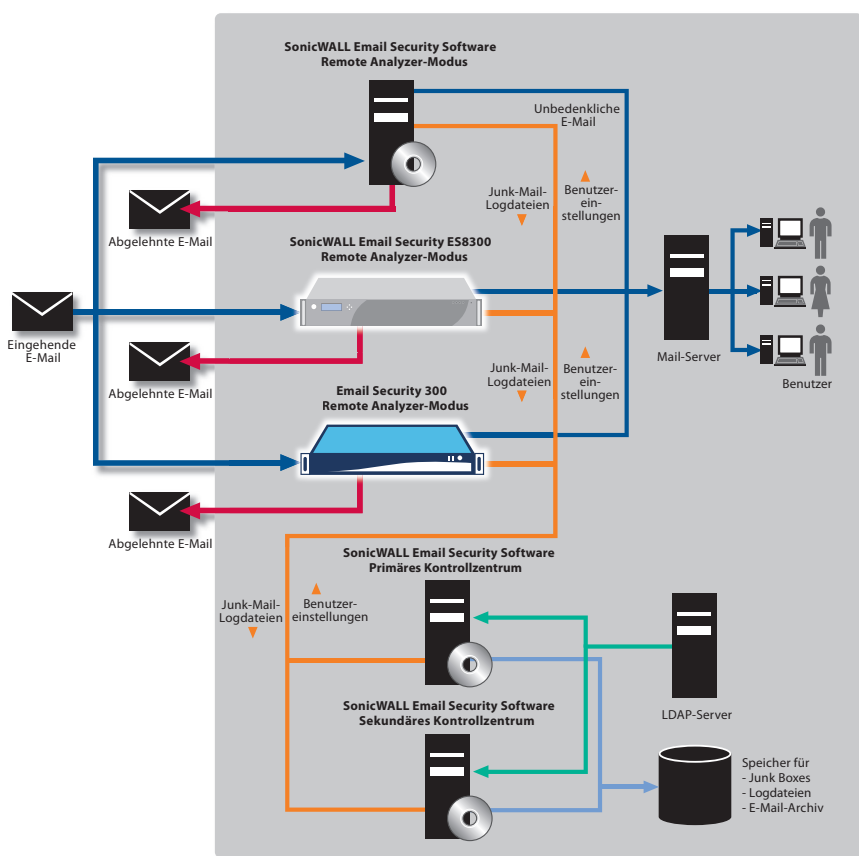 SonicWALL Email Security Software
Remote Analyzer-Modus
Unbedenkliche
E-Mail
Junk-Mail-
Logdateien
Benutzer-
ein-
stellungen
Abgelehnte E-Mail
SonicWALL Email Security ES8300
Remote Analyzer-Modus
Eingehende
E-Mail
Mail-Server
Benutzer
Abgelehnte E-Mail
Junk-Mail-
Logdateien
Benutzer-
ein-
stellungen
Email Security 300
Remote Analyzer-Modus
Abgelehnte E-Mail
SonicWALL Email Security Software
Primäres Kontrollzentrum
Junk-Mail-
Logdateien
Benutzer-
einstellungen
SonicWALL Email Security Software
Sekundäres Kontrollzentrum
LDAP-Server
Speicher für
- Junk Boxes
- Logdateien
- E-Mail-Archiv